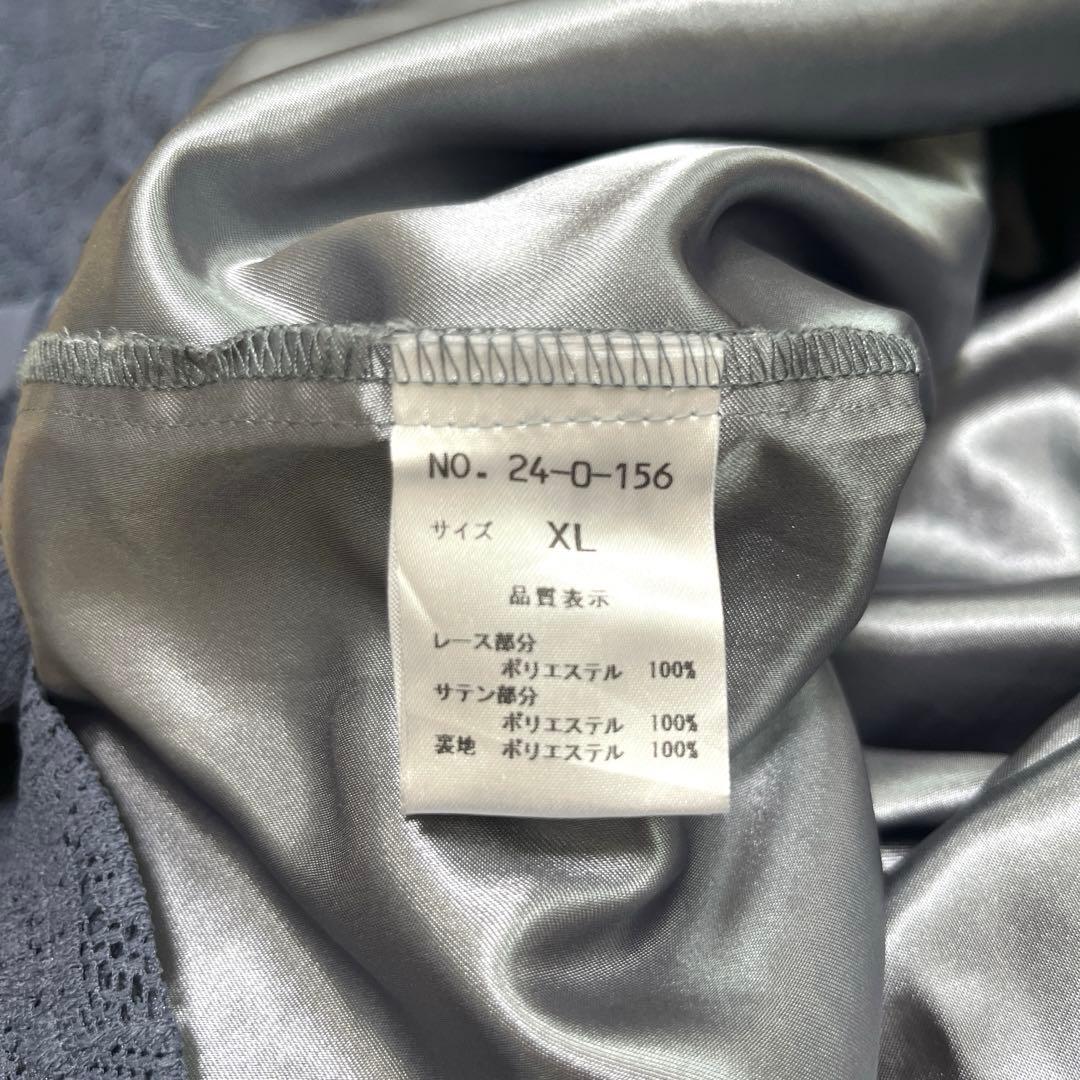 NO. 24-0-156
サイズ XL
品質表示
レース部分
ポリエステル 100%
サテン部分
ポリエステル 100%
裏地 ポリエステル 100%